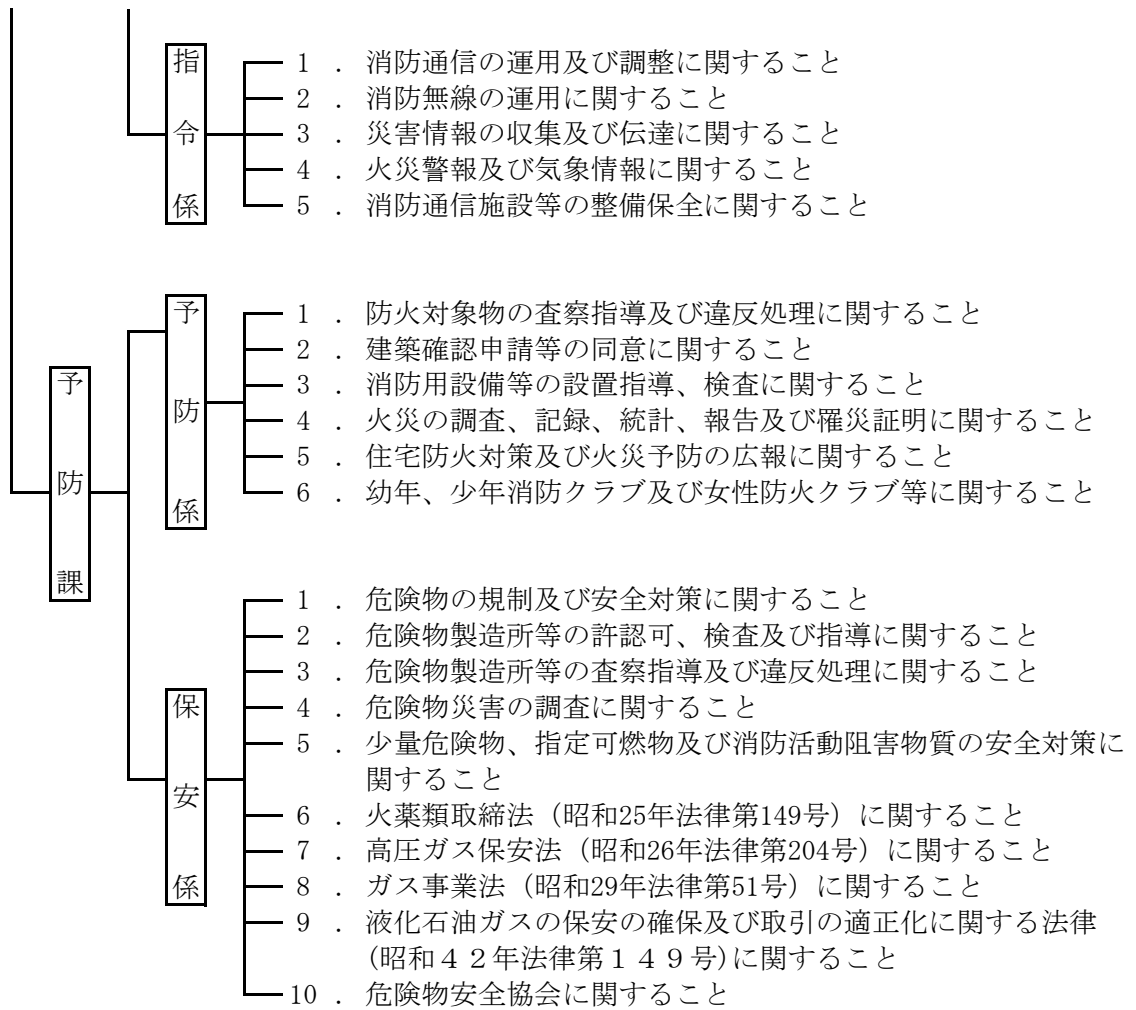 指令係
1 . 消防通信の運用及び調整に関すること
2 . 消防無線の運用に関すること
3 . 災害情報の収集及び伝達に関すること
4 . 火災警報及び気象情報に関すること
5 . 消防通信施設等の整備保全に関すること
予防課
予防係
1 . 防火対象物の査察指導及び違反処理に関すること
2 . 建築確認申請等の同意に関すること
3 . 消防用設備等の設置指導、検査に関すること
4 . 火災の調査、記録、統計、報告及び罹災証明に関すること
5 . 住宅防火対策及び火災予防の広報に関すること
6 . 幼年、少年消防クラブ及び女性防火クラブ等に関すること
保安係
1 . 危険物の規制及び安全対策に関すること
2 . 危険物製造所等の許認可、検査及び指導に関すること
3 . 危険物製造所等の査察指導及び違反処理に関すること
4 . 危険物災害の調査に関すること
5 . 少量危険物、指定可燃物及び消防活動阻害物質の安全対策に
関すること
6 . 火薬類取締法（昭和25年法律第149号）に関すること
7 . 高圧ガス保安法（昭和26年法律第204号）に関すること
8 . ガス事業法（昭和29年法律第51号）に関すること
9 . 液化石油ガスの保安の確保及び取引の適正化に関する法律
(昭和４２年法律第１４９号)に関すること
10 . 危険物安全協会に関すること